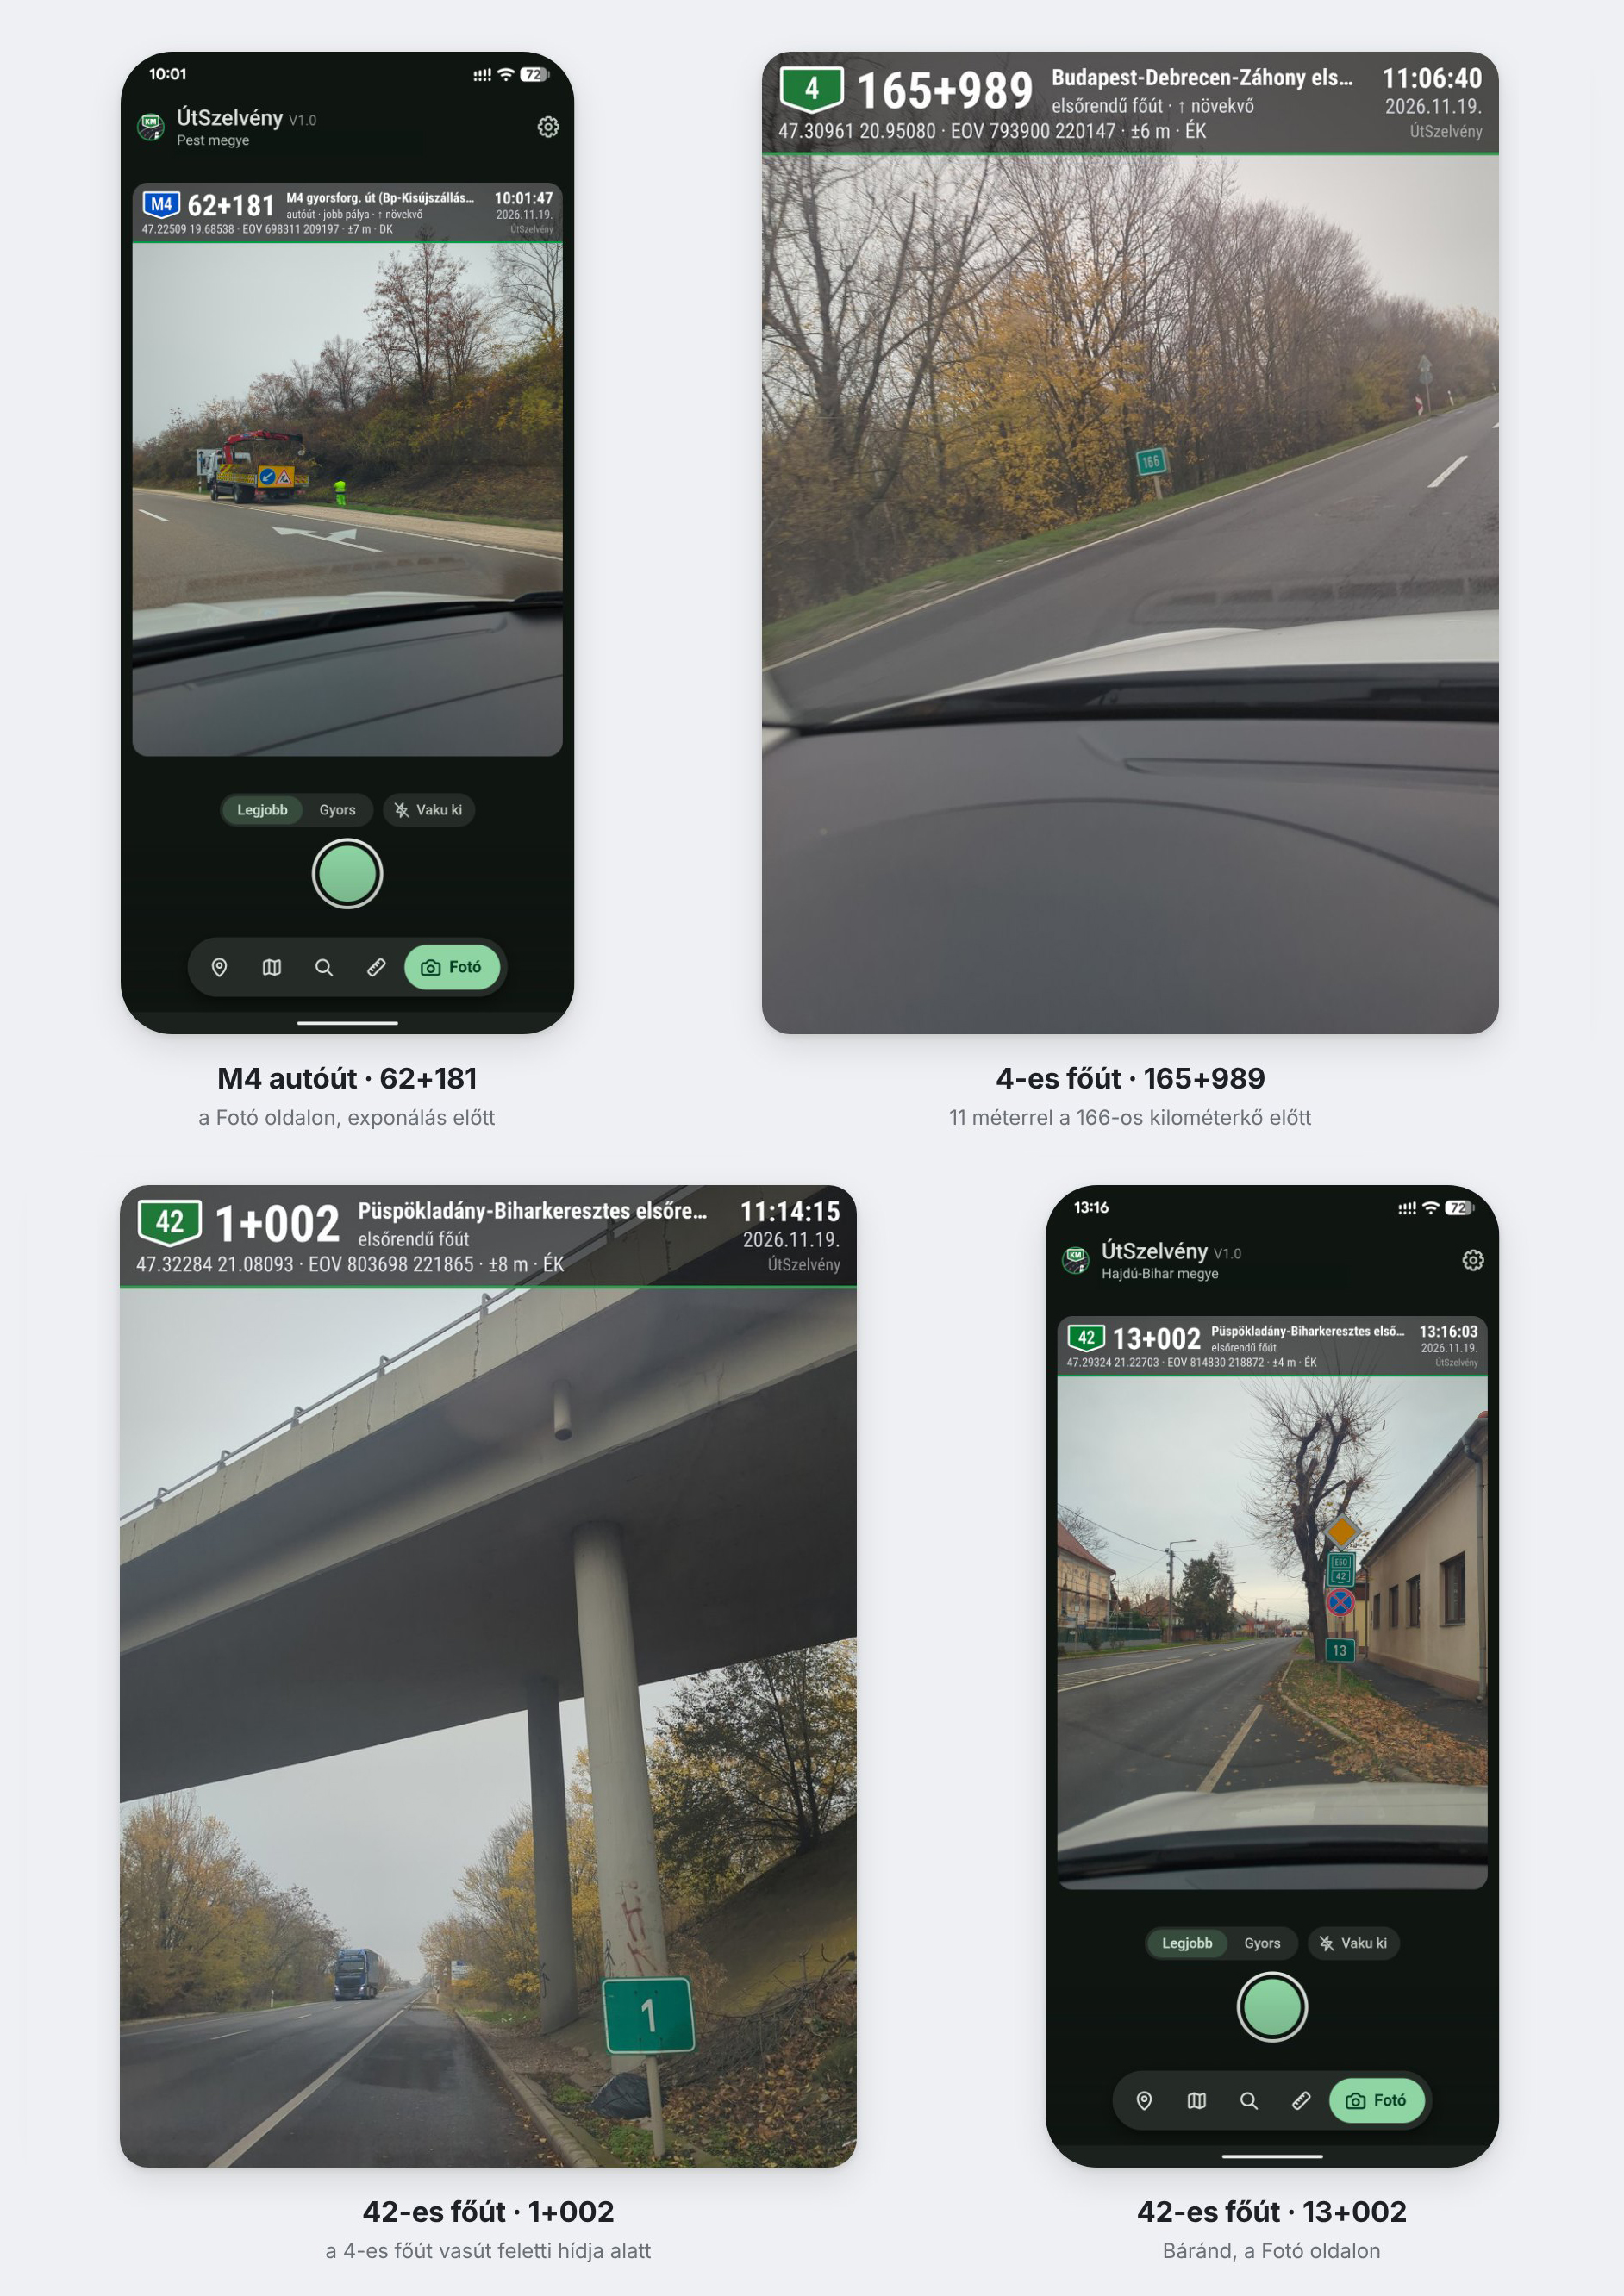 10:01
72
KM
ÚtSzelvény V1.0
Pest megye
M4 62+181 M4 gyorsforg. út (Bp-Kisújszállás... 10:01:47
autóút · jobb pálya · ↑ növekvő 2026.11.19.
47.22509 19.68538 · EOV 698311 209197 · ±7 m · DK ÚtSzelvény
Legjobb Gyors Vaku ki
Fotó
M4 autóút · 62+181
a Fotó oldalon, exponálás előtt
4 165+989 Budapest-Debrecen-Záhony els... 11:06:40
elsőrendű főút · ↑ növekvő 2026.11.19.
47.30961 20.95080 · EOV 793900 220147 · ±6 m · ÉK ÚtSzelvény
166
4-es főút · 165+989
11 méterrel a 166-os kilométerkő előtt
42 1+002 Püspökladány-Biharkeresztes elsőre... 11:14:15
elsőrendű főút 2026.11.19.
47.32284 21.08093 · EOV 803698 221865 · ±8 m · ÉK ÚtSzelvény
1
42-es főút · 1+002
a 4-es főút vasút feletti hídja alatt
13:16
72
KM
ÚtSzelvény V1.0
Hajdú-Bihar megye
42 13+002 Püspökladány-Biharkeresztes első... 13:16:03
elsőrendű főút 2026.11.19.
47.29324 21.22703 · EOV 814830 218872 · ±4 m · ÉK ÚtSzelvény
E60
42
13
Legjobb Gyors Vaku ki
Fotó
42-es főút · 13+002
Báránd, a Fotó oldalon